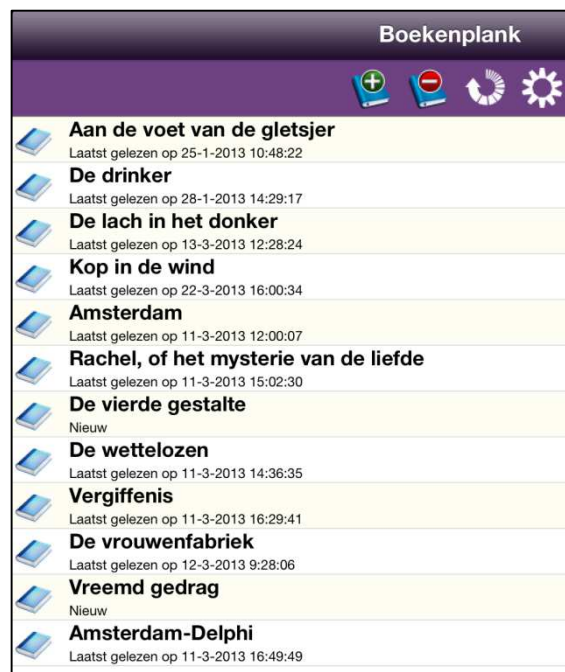 Boekenplank
Aan de voet van de gletsjer
Laatst gelezen op 25-1-2013 10:48:22
De drinker
Laatst gelezen op 28-1-2013 14:29:17
De lach in het donker
Laatst gelezen op 13-3-2013 12:28:24
Kop in de wind
Laatst gelezen op 22-3-2013 16:00:34
Amsterdam
Laatst gelezen op 11-3-2013 12:00:07
Rachel, of het mysterie van de liefde
Laatst gelezen op 11-3-2013 15:02:30
De vierde gestalte
Nieuw
De wettelozen
Laatst gelezen op 11-3-2013 14:36:35
Vergiffenis
Laatst gelezen op 11-3-2013 16:29:41
De vrouwenfabriek
Laatst gelezen op 12-3-2013 9:28:06
Vreemd gedrag
Nieuw
Amsterdam-Delphi
Laatst gelezen op 11-3-2013 16:49:49